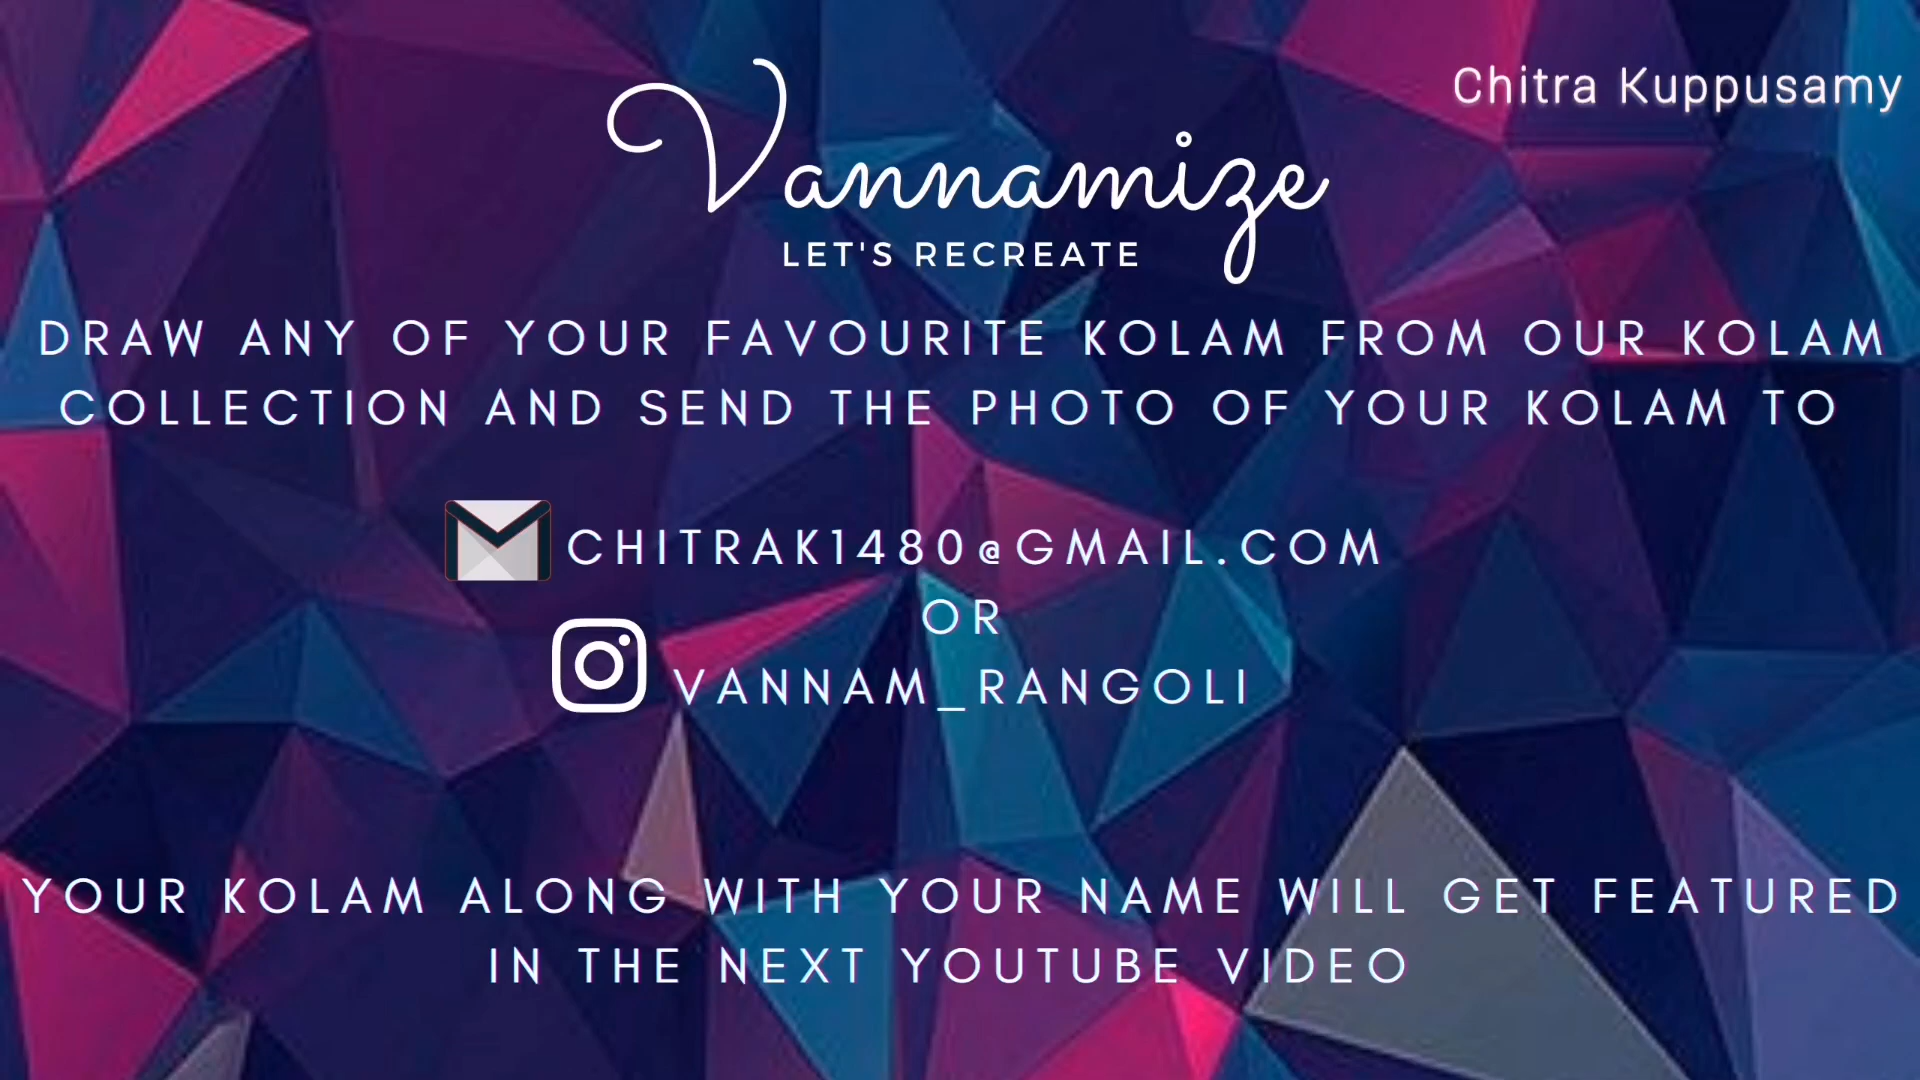 Chitra Kuppusamy
Vannamize
LET'S RECREATE
DRAW ANY OF YOUR FAVOURITE KOLAM FROM OUR KOLAM
COLLECTION AND SEND THE PHOTO OF YOUR KOLAM TO
CHITRAK1480@GMAIL.COM
OR
VANNAM_RANGOLI
YOUR KOLAM ALONG WITH YOUR NAME WILL GET FEATURED
IN THE NEXT YOUTUBE VIDEO